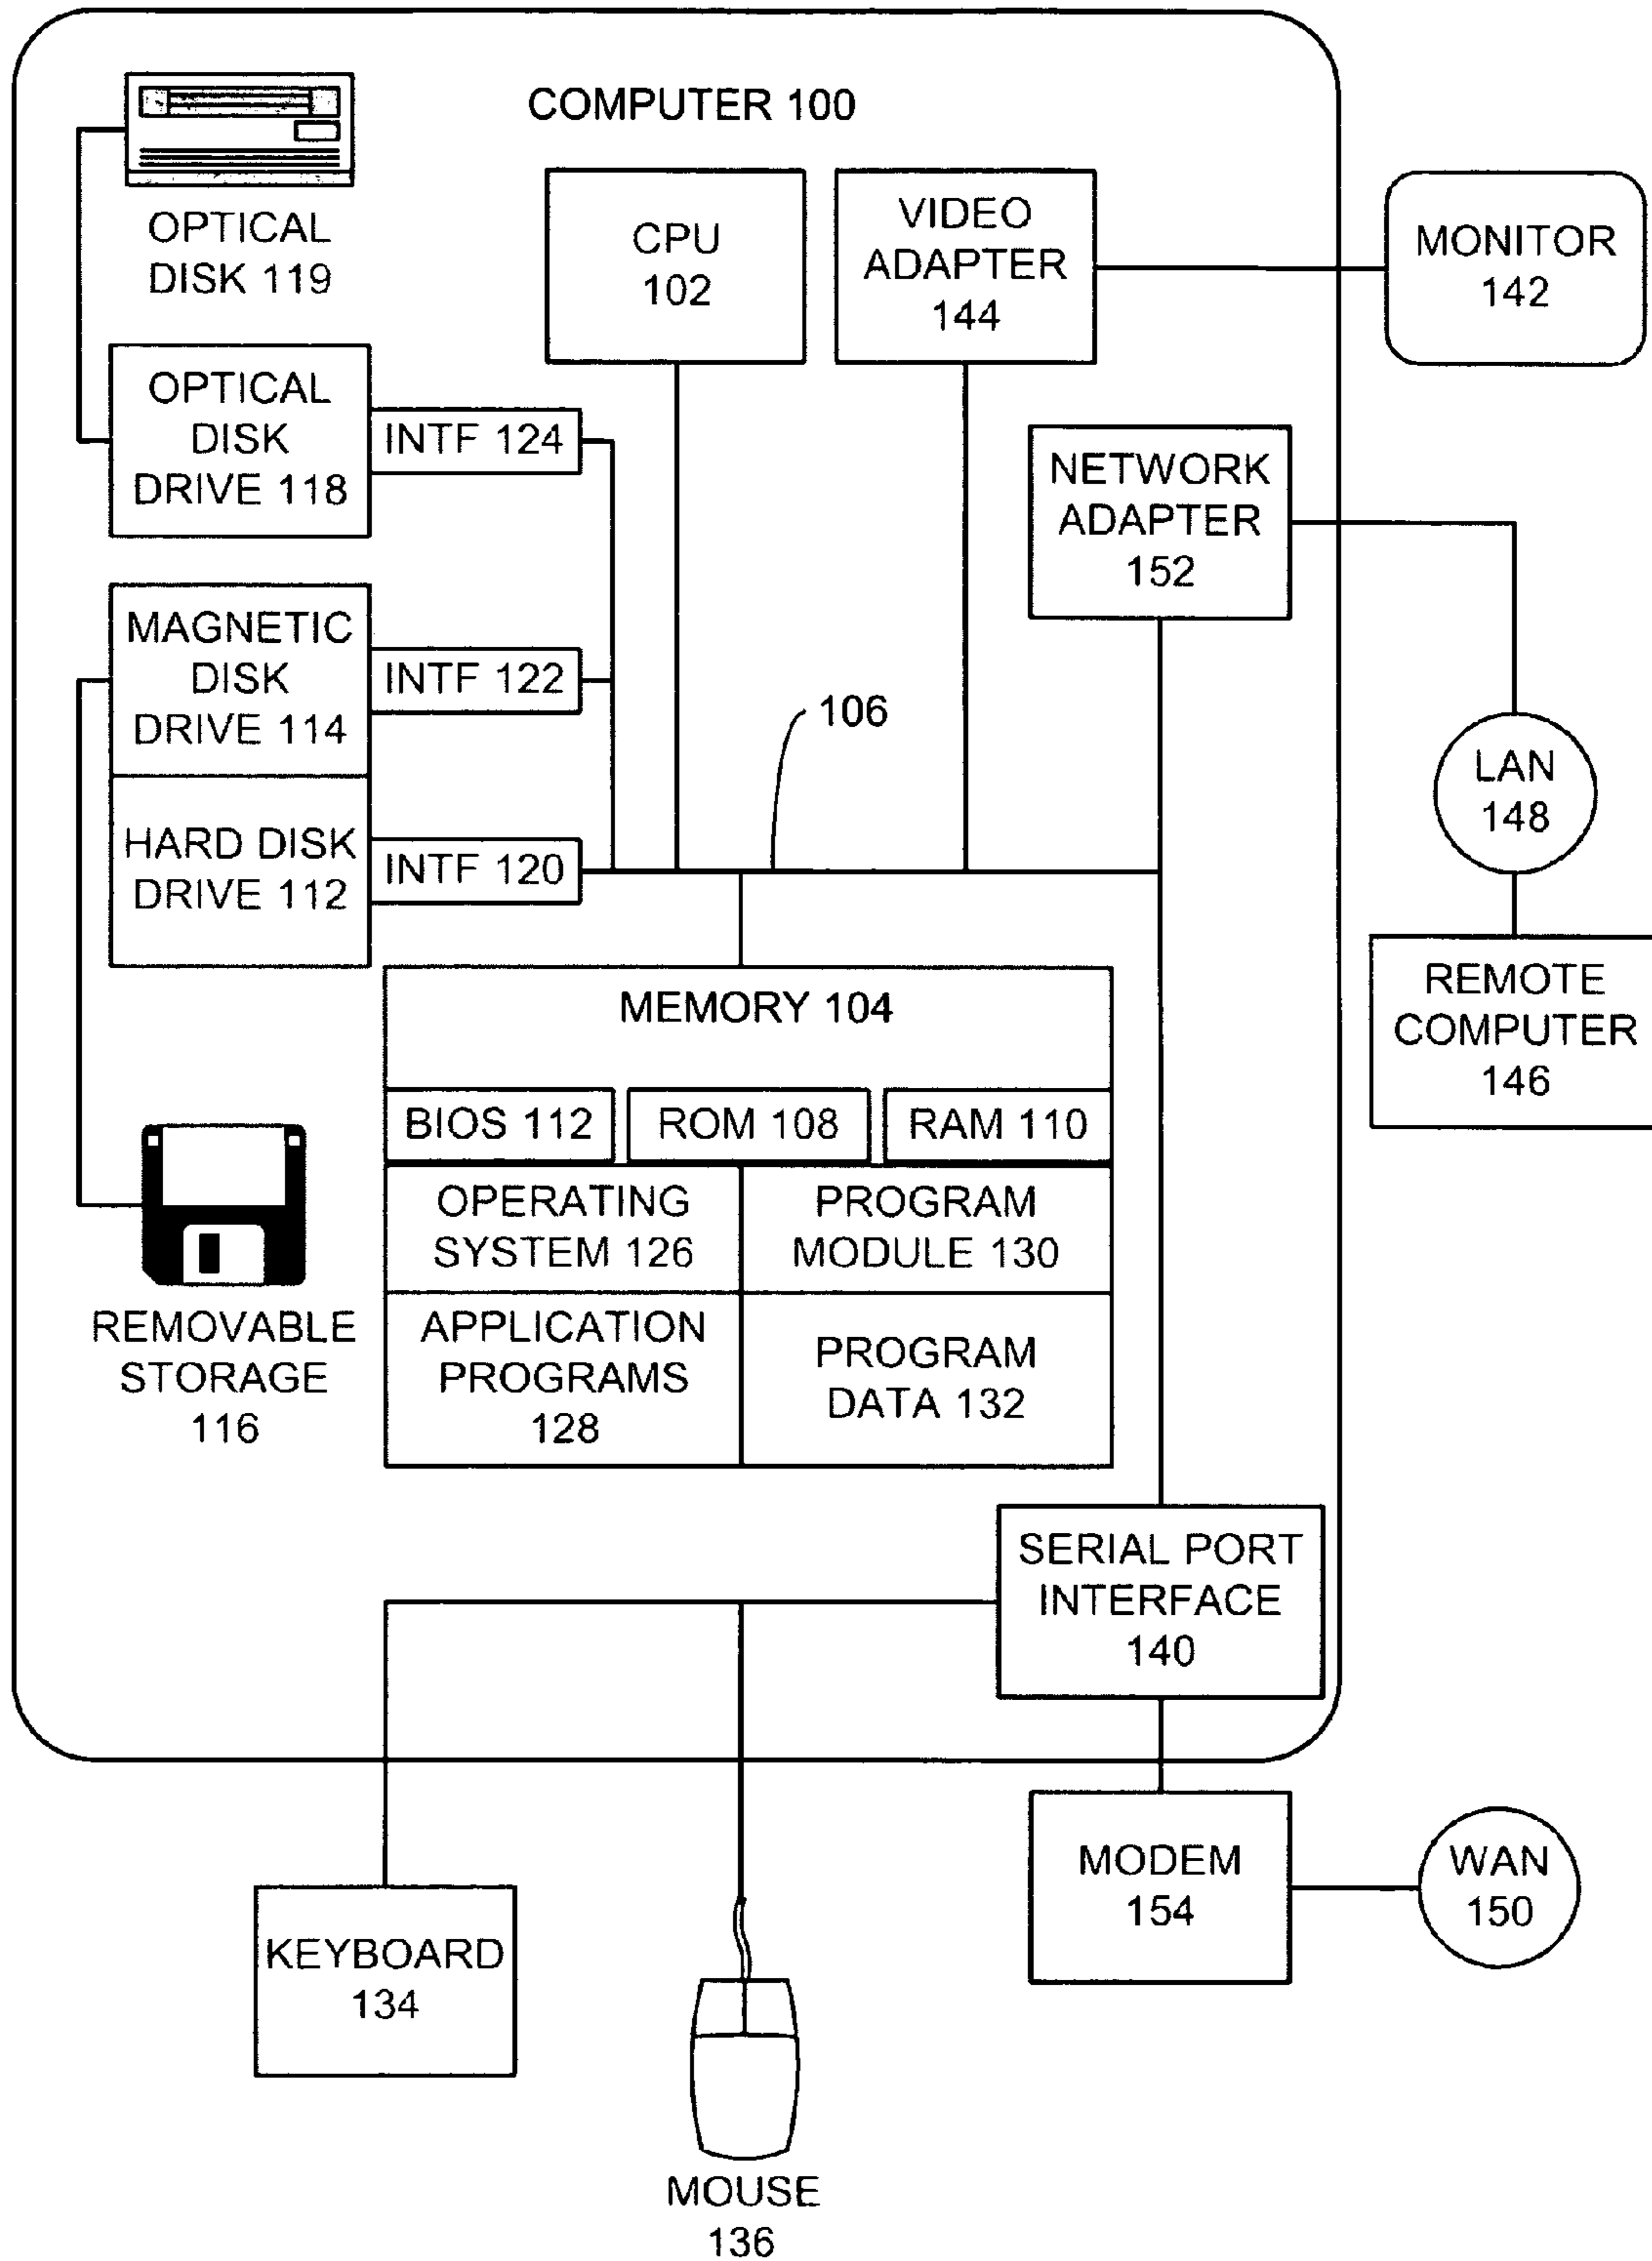 COMPUTER 100
OPTICAL
DISK 119
CPU
102
VIDEO
ADAPTER
144
MONITOR
142
OPTICAL
DISK
DRIVE 118
INTF 124
NETWORK
ADAPTER
152
MAGNETIC
DISK
DRIVE 114
INTF 122
106
LAN
148
HARD DISK
DRIVE 112
INTF 120
REMOTE
COMPUTER
146
MEMORY 104
BIOS 112
ROM 108
RAM 110
OPERATING
SYSTEM 126
PROGRAM
MODULE 130
REMOVABLE
STORAGE
116
APPLICATION
PROGRAMS
128
PROGRAM
DATA 132
SERIAL PORT
INTERFACE
140
MODEM
154
WAN
150
KEYBOARD
134
MOUSE
136